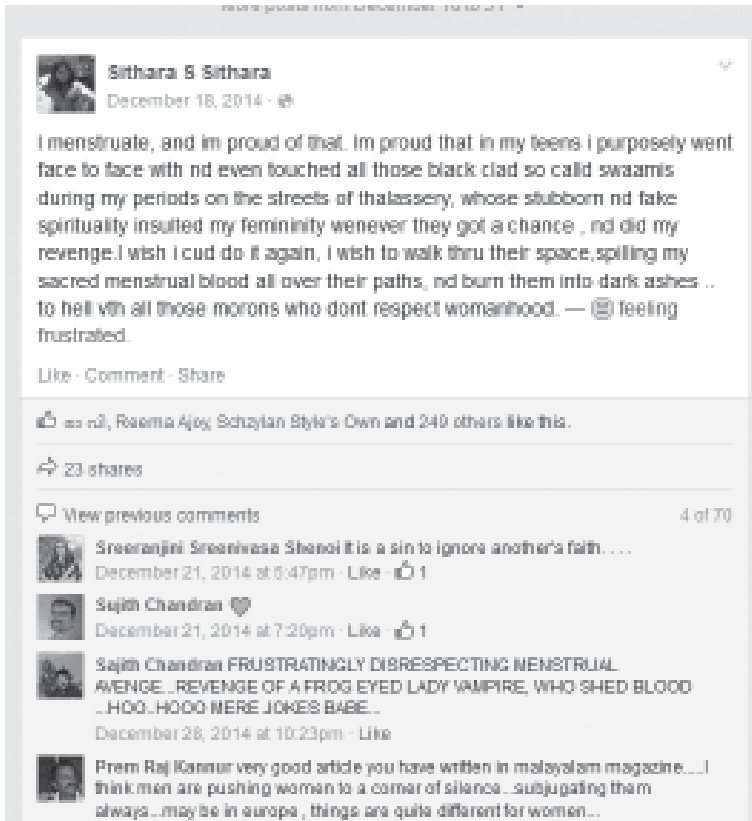 More posts from December 16 to 31
Sithara S Sithara
December 18, 2014 ·
I menstruate, and im proud of that. Im proud that in my teens i purposely went
face to face with nd even touched all those black clad so calld swaamis
during my periods on the streets of thalassery, whose stubborn nd fake
spirituality insulted my femininity wenever they got a chance , nd did my
revenge.I wish i cud do it again, i wish to walk thru their space,spilling my
sacred menstrual blood all over their paths, nd burn them into dark ashes ..
to hell vth all those morons who dont respect womanhood. — feeling
frustrated.
Like · Comment · Share
Reema Ajoy, Style's Own and 249 others like this.
23 shares
View previous comments 4 of 70
Sreeranjini Sreenivasa Shenoi It is a sin to ignore another's faith. . . .
December 21, 2014 at 5:47pm · Like · 1
Sujith Chandran
December 21, 2014 at 7:20pm · Like · 1
Sajith Chandran FRUSTRATINGLY DISRESPECTING MENSTRUAL
AVENGE...REVENGE OF A FROG EYED LADY VAMPIRE, WHO SHED BLOOD
...HOO..HOOO MERE JOKES BABE...
December 28, 2014 at 10:23pm · Like
Prem Raj Kannur very good article you have written in malayalam magazine....I
think men are pushing women to a corner of silence...subjugating them
always...may be in europe , things are quite different for women...